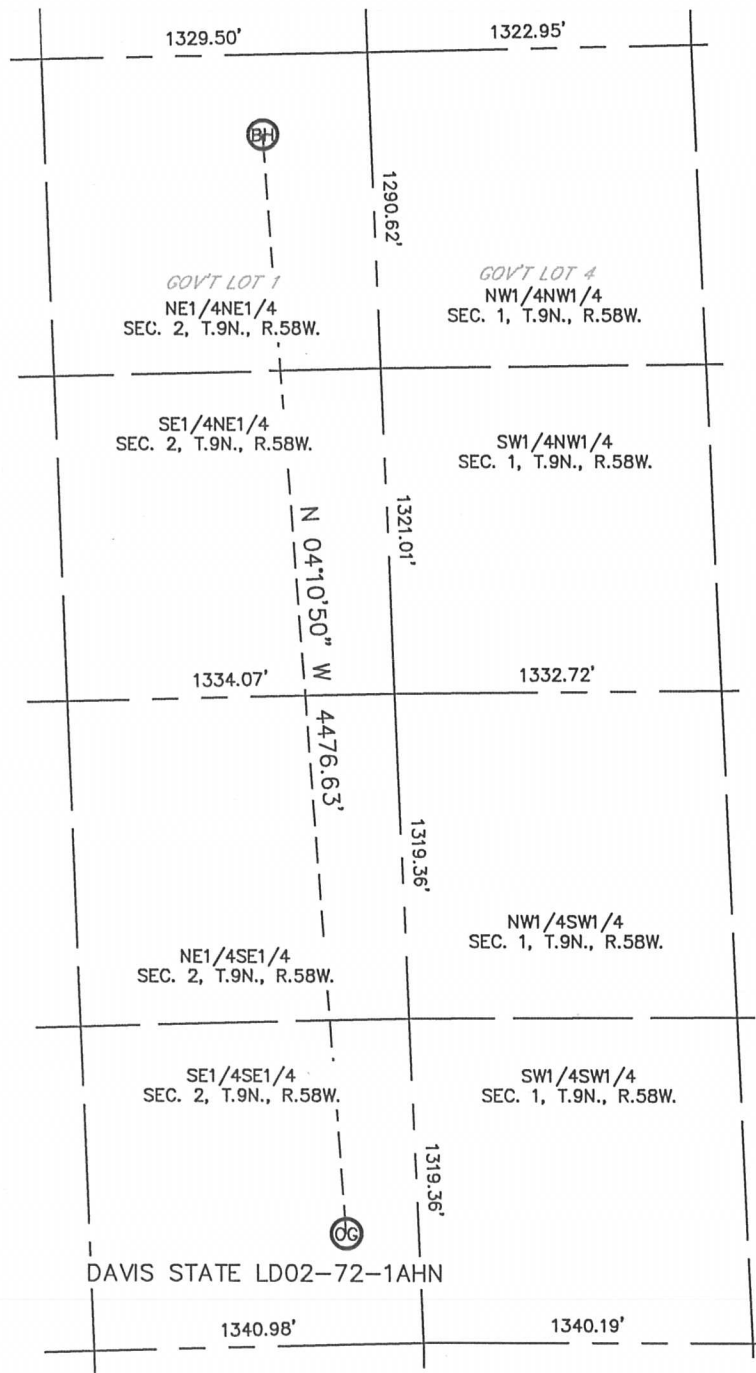 1329.50'
1322.95'
BH
1290.62'
GOV'T LOT 1
NE1/4NE1/4
SEC. 2, T.9N., R.58W.
GOV'T LOT 4
NW1/4NW1/4
SEC. 1, T.9N., R.58W.
SE1/4NE1/4
SEC. 2, T.9N., R.58W.
SW1/4NW1/4
SEC. 1, T.9N., R.58W.
1321.01'
N 04°10'50" W 4476.63'
1334.07'
1332.72'
1319.36'
NE1/4SE1/4
SEC. 2, T.9N., R.58W.
NW1/4SW1/4
SEC. 1, T.9N., R.58W.
SE1/4SE1/4
SEC. 2, T.9N., R.58W.
SW1/4SW1/4
SEC. 1, T.9N., R.58W.
1319.36'
OG
DAVIS STATE LD02-72-1AHN
1340.98'
1340.19'